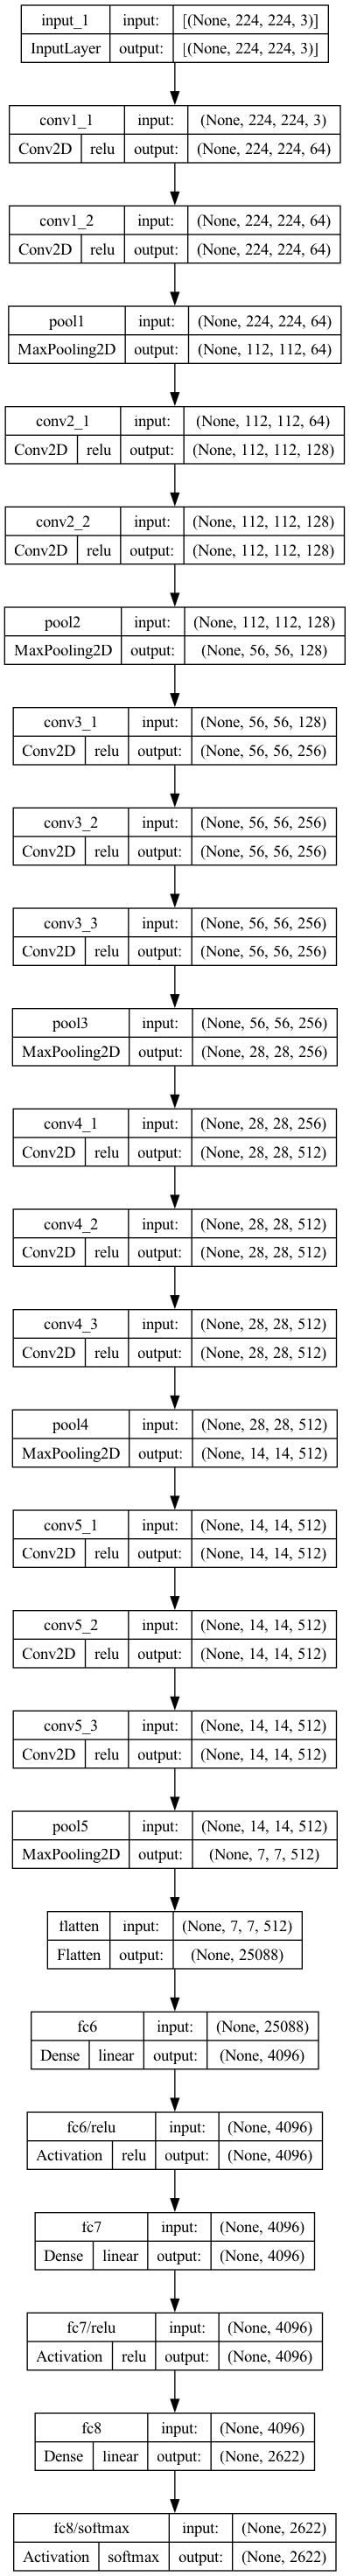 input_1 input: [(None, 224, 224, 3)]
InputLayer output: [(None, 224, 224, 3)]
conv1_1 input: (None, 224, 224, 3)
Conv2D relu output: (None, 224, 224, 64)
conv1_2 input: (None, 224, 224, 64)
Conv2D relu output: (None, 224, 224, 64)
pool1 input: (None, 224, 224, 64)
MaxPooling2D output: (None, 112, 112, 64)
conv2_1 input: (None, 112, 112, 64)
Conv2D relu output: (None, 112, 112, 128)
conv2_2 input: (None, 112, 112, 128)
Conv2D relu output: (None, 112, 112, 128)
pool2 input: (None, 112, 112, 128)
MaxPooling2D output: (None, 56, 56, 128)
conv3_1 input: (None, 56, 56, 128)
Conv2D relu output: (None, 56, 56, 256)
conv3_2 input: (None, 56, 56, 256)
Conv2D relu output: (None, 56, 56, 256)
conv3_3 input: (None, 56, 56, 256)
Conv2D relu output: (None, 56, 56, 256)
pool3 input: (None, 56, 56, 256)
MaxPooling2D output: (None, 28, 28, 256)
conv4_1 input: (None, 28, 28, 256)
Conv2D relu output: (None, 28, 28, 512)
conv4_2 input: (None, 28, 28, 512)
Conv2D relu output: (None, 28, 28, 512)
conv4_3 input: (None, 28, 28, 512)
Conv2D relu output: (None, 28, 28, 512)
pool4 input: (None, 28, 28, 512)
MaxPooling2D output: (None, 14, 14, 512)
conv5_1 input: (None, 14, 14, 512)
Conv2D relu output: (None, 14, 14, 512)
conv5_2 input: (None, 14, 14, 512)
Conv2D relu output: (None, 14, 14, 512)
conv5_3 input: (None, 14, 14, 512)
Conv2D relu output: (None, 14, 14, 512)
pool5 input: (None, 14, 14, 512)
MaxPooling2D output: (None, 7, 7, 512)
flatten input: (None, 7, 7, 512)
Flatten output: (None, 25088)
fc6 input: (None, 25088)
Dense linear output: (None, 4096)
fc6/relu input: (None, 4096)
Activation relu output: (None, 4096)
fc7 input: (None, 4096)
Dense linear output: (None, 4096)
fc7/relu input: (None, 4096)
Activation relu output: (None, 4096)
fc8 input: (None, 4096)
Dense linear output: (None, 2622)
fc8/softmax input: (None, 2622)
Activation softmax output: (None, 2622)